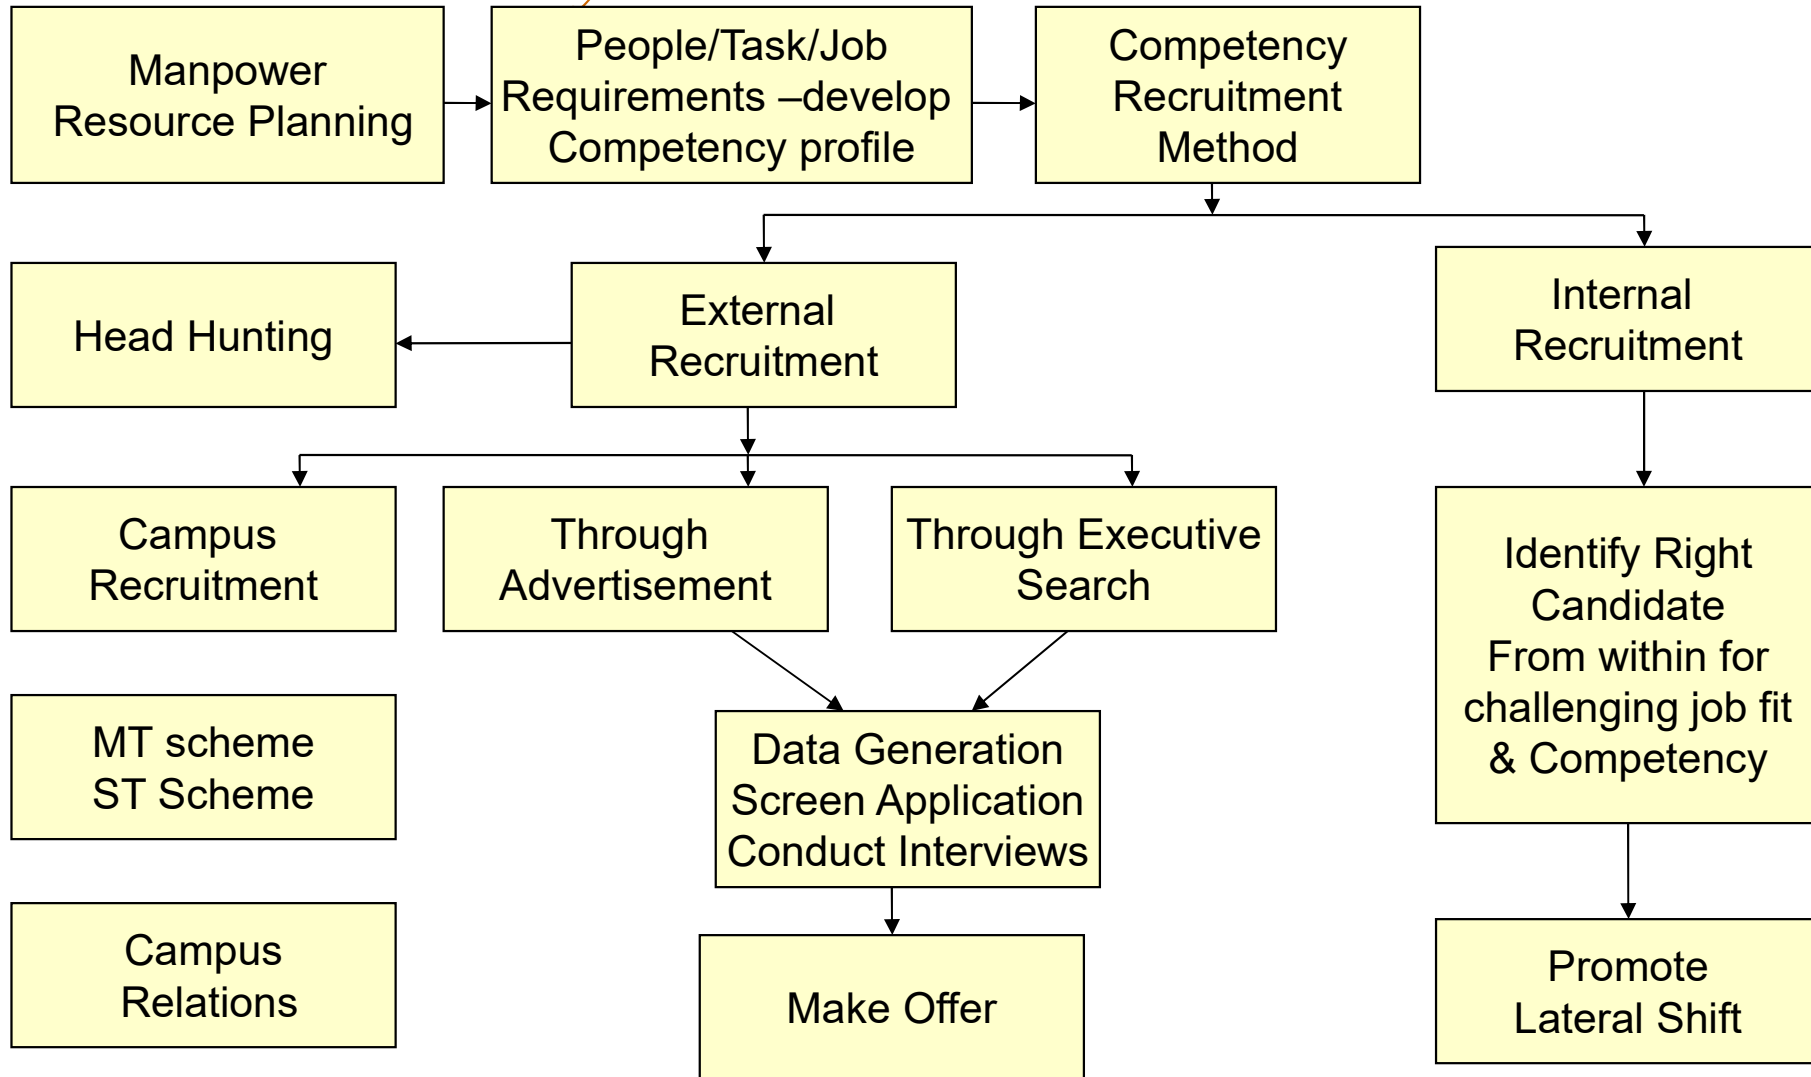 Manpower
Resource Planning
People/Task/Job
Requirements –develop
Competency profile
Competency
Recruitment
Method
Head Hunting
External
Recruitment
Internal
Recruitment
Campus
Recruitment
Through
Advertisement
Through Executive
Search
Identify Right
Candidate
From within for
challenging job fit
& Competency
MT scheme
ST Scheme
Data Generation
Screen Application
Conduct Interviews
Campus
Relations
Make Offer
Promote
Lateral Shift